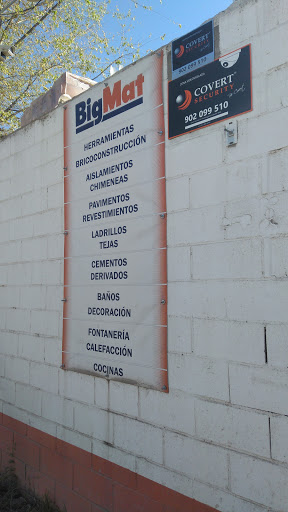 BigMat
HERRAMIENTAS
BRICOCONSTRUCCIÓN
AISLAMIENTOS
CHIMENEAS
PAVIMENTOS
REVESTIMIENTOS
LADRILLOS
TEJAS
CEMENTOS
DERIVADOS
BAÑOS
DECORACIÓN
FONTANERÍA
CALEFACCIÓN
COCINAS
COVERT
SECURITY
902 099 510
COVERT
SECURITY
902 099 510